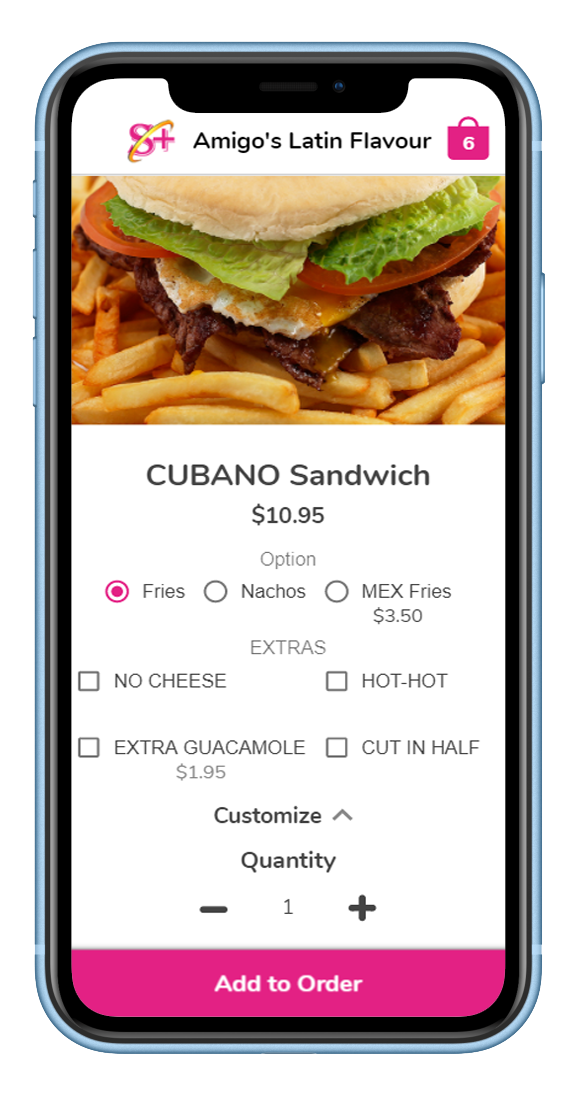 S+ Amigo's Latin Flavour 6
CUBANO Sandwich
$10.95
Option
Fries Nachos MEX Fries
$3.50
EXTRAS
NO CHEESE HOT-HOT
EXTRA GUACAMOLE CUT IN HALF
$1.95
Customize
Quantity
1
Add to Order